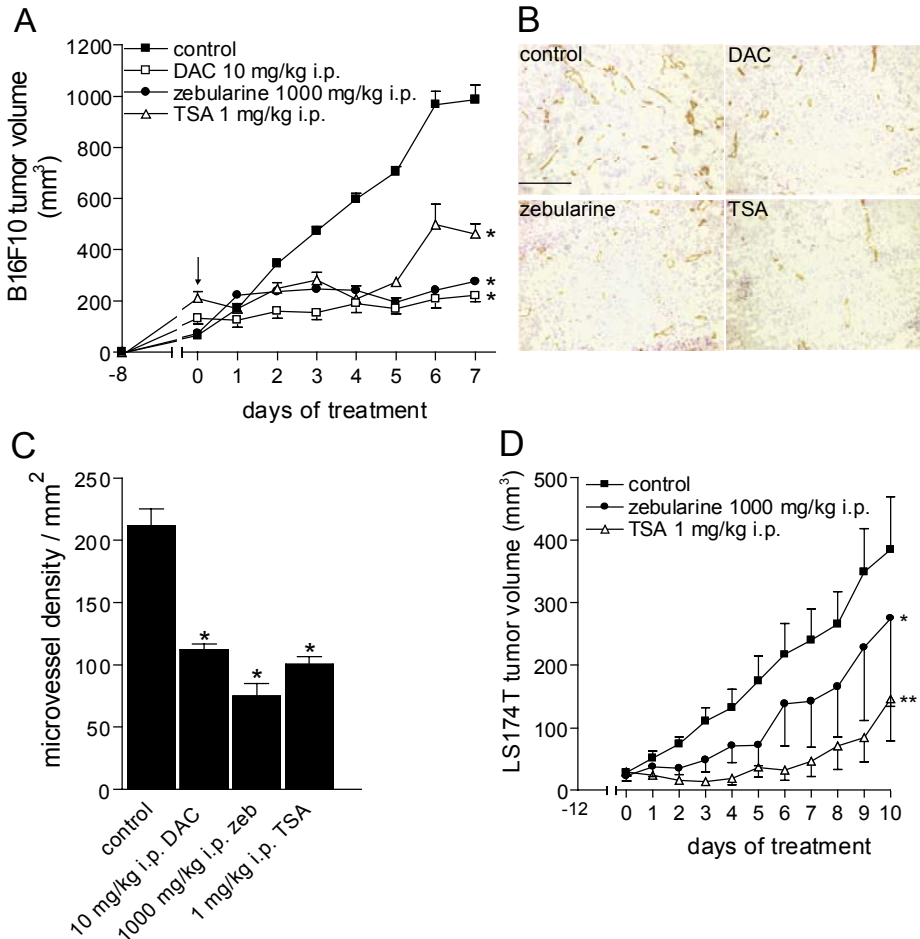 A
B16F10 tumor volume
(mm³)
1200
1000
800
600
400
200
0
control
DAC 10 mg/kg i.p.
zebularine 1000 mg/kg i.p.
TSA 1 mg/kg i.p.
*
*
*
-8 0 1 2 3 4 5 6 7
days of treatment
B
control DAC
zebularine TSA
C
microvessel density / mm²
250
200
150
100
50
0
* * *
control
10 mg/kg i.p. DAC
1000 mg/kg i.p. zeb
1 mg/kg i.p. TSA
D
LS174T tumor volume (mm³)
500
400
300
200
100
0
control
zebularine 1000 mg/kg i.p.
TSA 1 mg/kg i.p.
*
**
-12 0 1 2 3 4 5 6 7 8 9 10
days of treatment